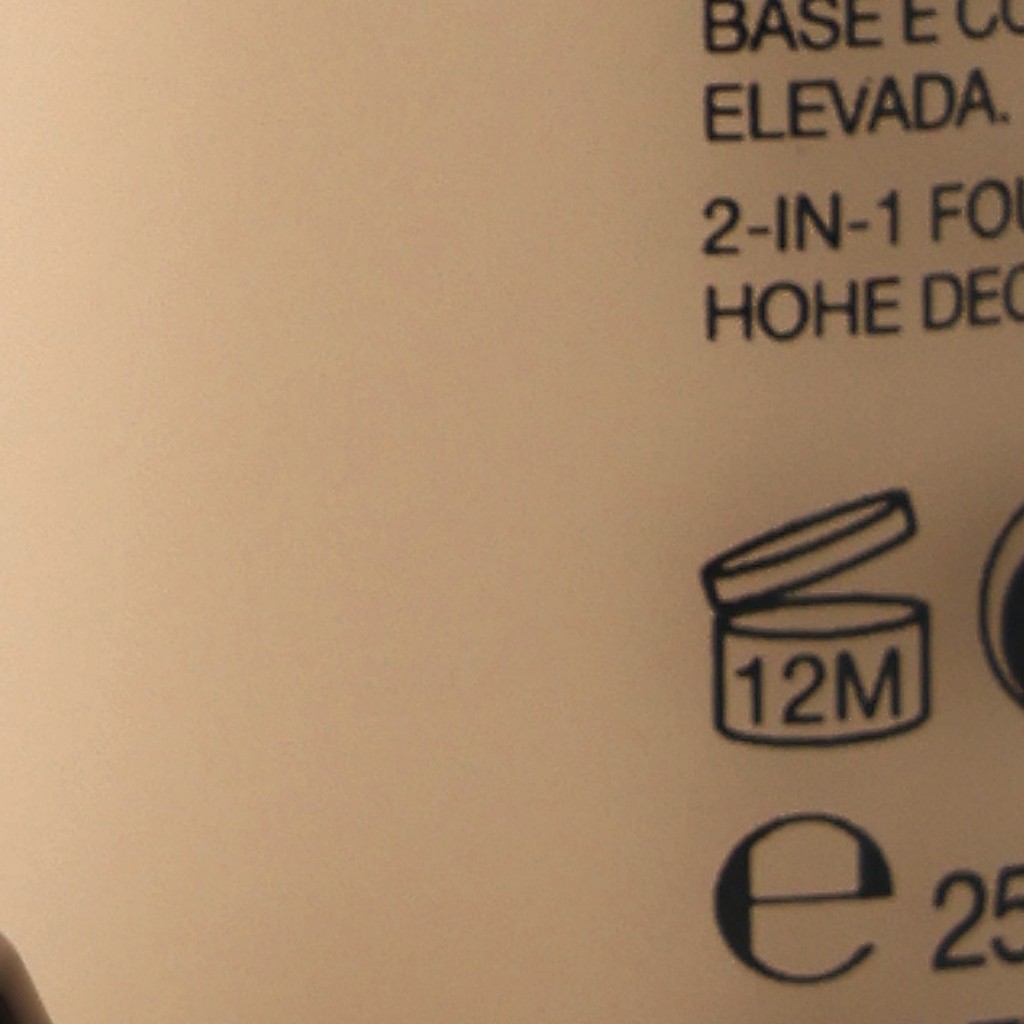 BASE E
ELEVADA.
2-IN-1
HOHE
12M
e